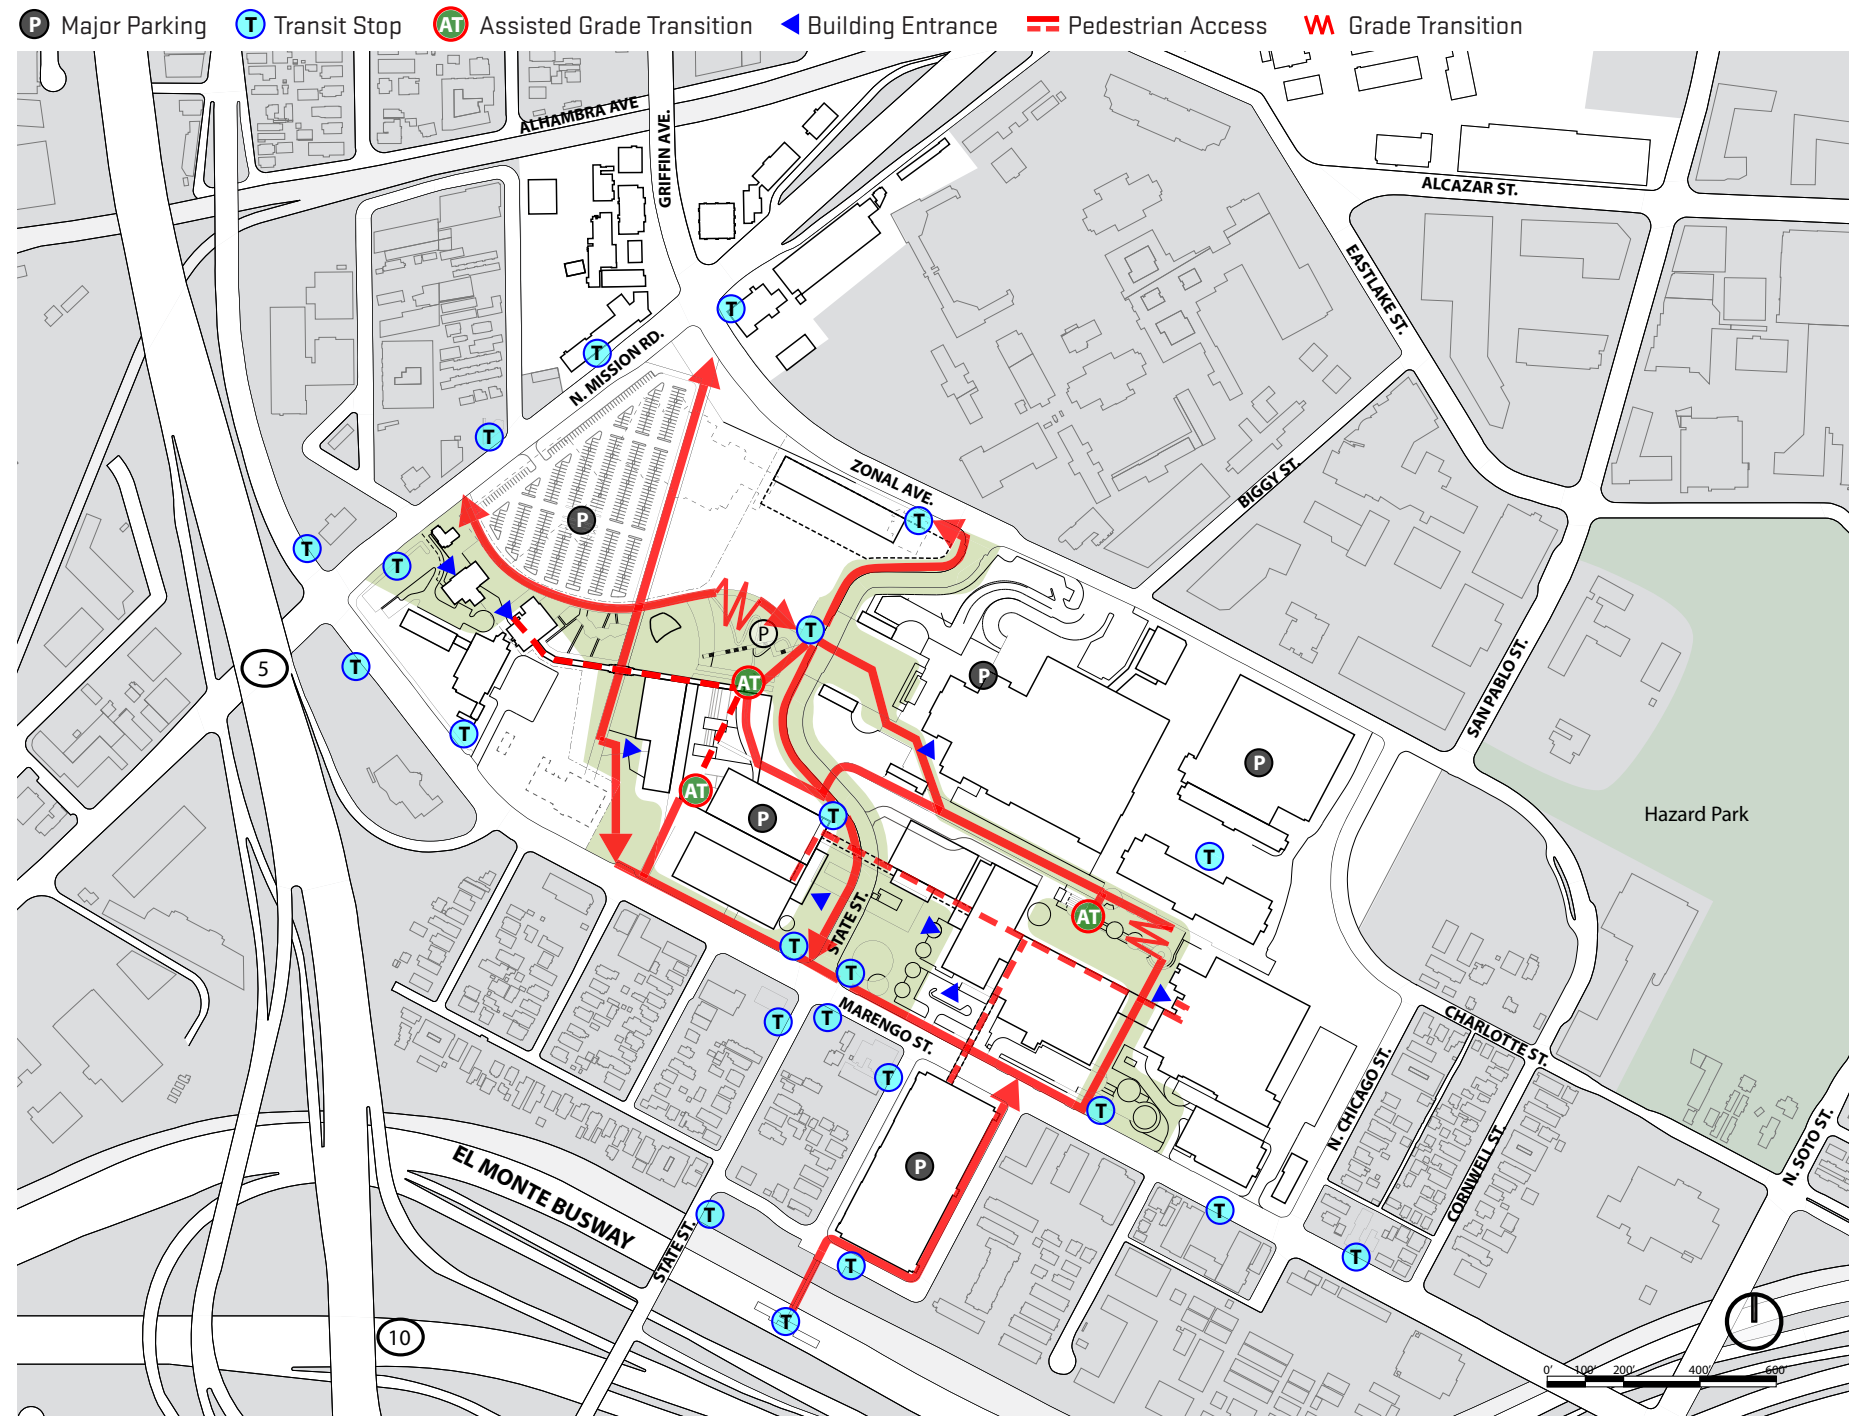 P Major Parking T Transit Stop AT Assisted Grade Transition Building Entrance Pedestrian Access Grade Transition
ALHAMBRA AVE
GRIFFIN AVE.
ALCAZAR ST.
EASTLAKE ST.
T
N. MISSION RD.
T
T
ZONAL AVE.
BIGGY ST.
P
T
T
T
P
T
SAN PABLO ST.
5
T
AT
P
T
P
AT
P
T
Hazard Park
T
AT
STATE ST.
T
T
T
T
MARENGO ST.
CHARLOTTE ST.
T
N. CHICAGO ST.
T
CORNWELL ST.
N. SOTO ST.
EL MONTE BUSWAY
P
STATE ST.
T
T
T
T
T
10
0' 100' 200' 400' 600'